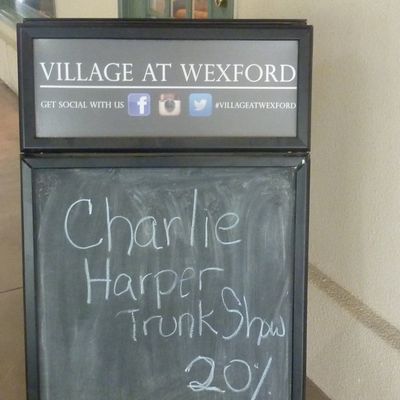 VILLAGE AT WEXFORD
GET SOCIAL WITH US f #VILLAGEATWEXFORD
Charlie
Harper
Trunk Show
20%